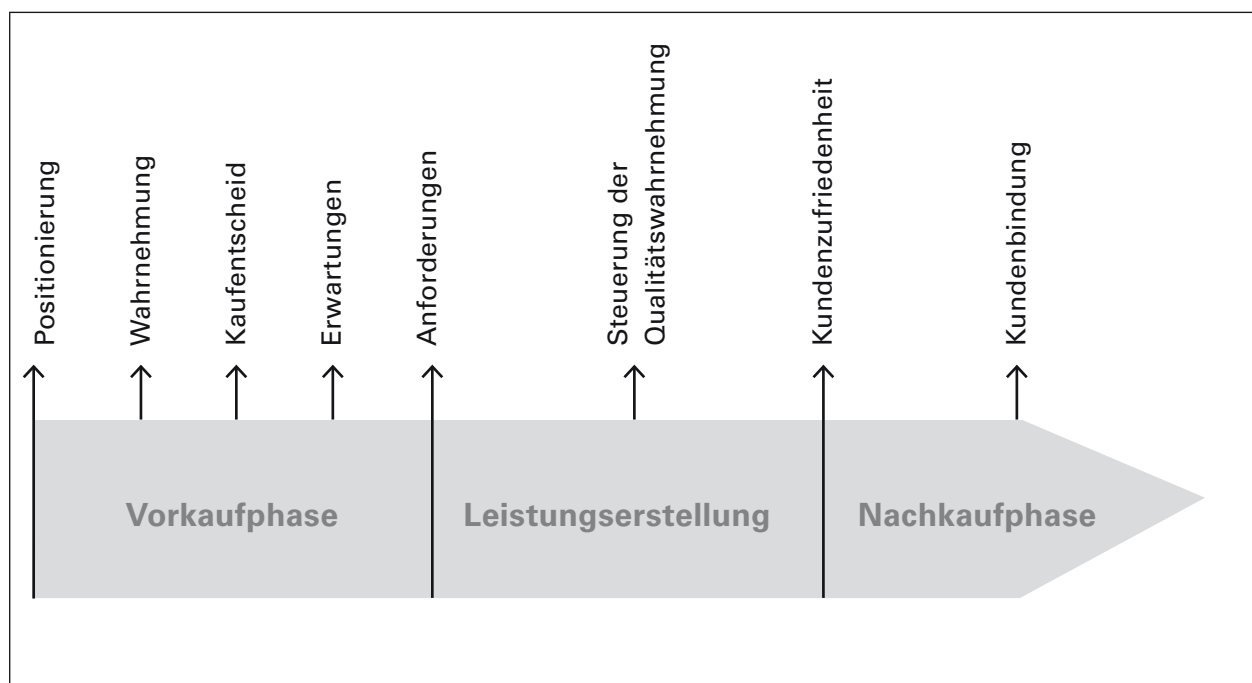 Positionierung
Wahrnehmung
Kaufentscheid
Erwartungen
Anforderungen
Steuerung der
Qualitätswahrnehmung
Kundenzufriedenheit
Kundenbindung
Vorkaufphase
Leistungserstellung
Nachkaufphase